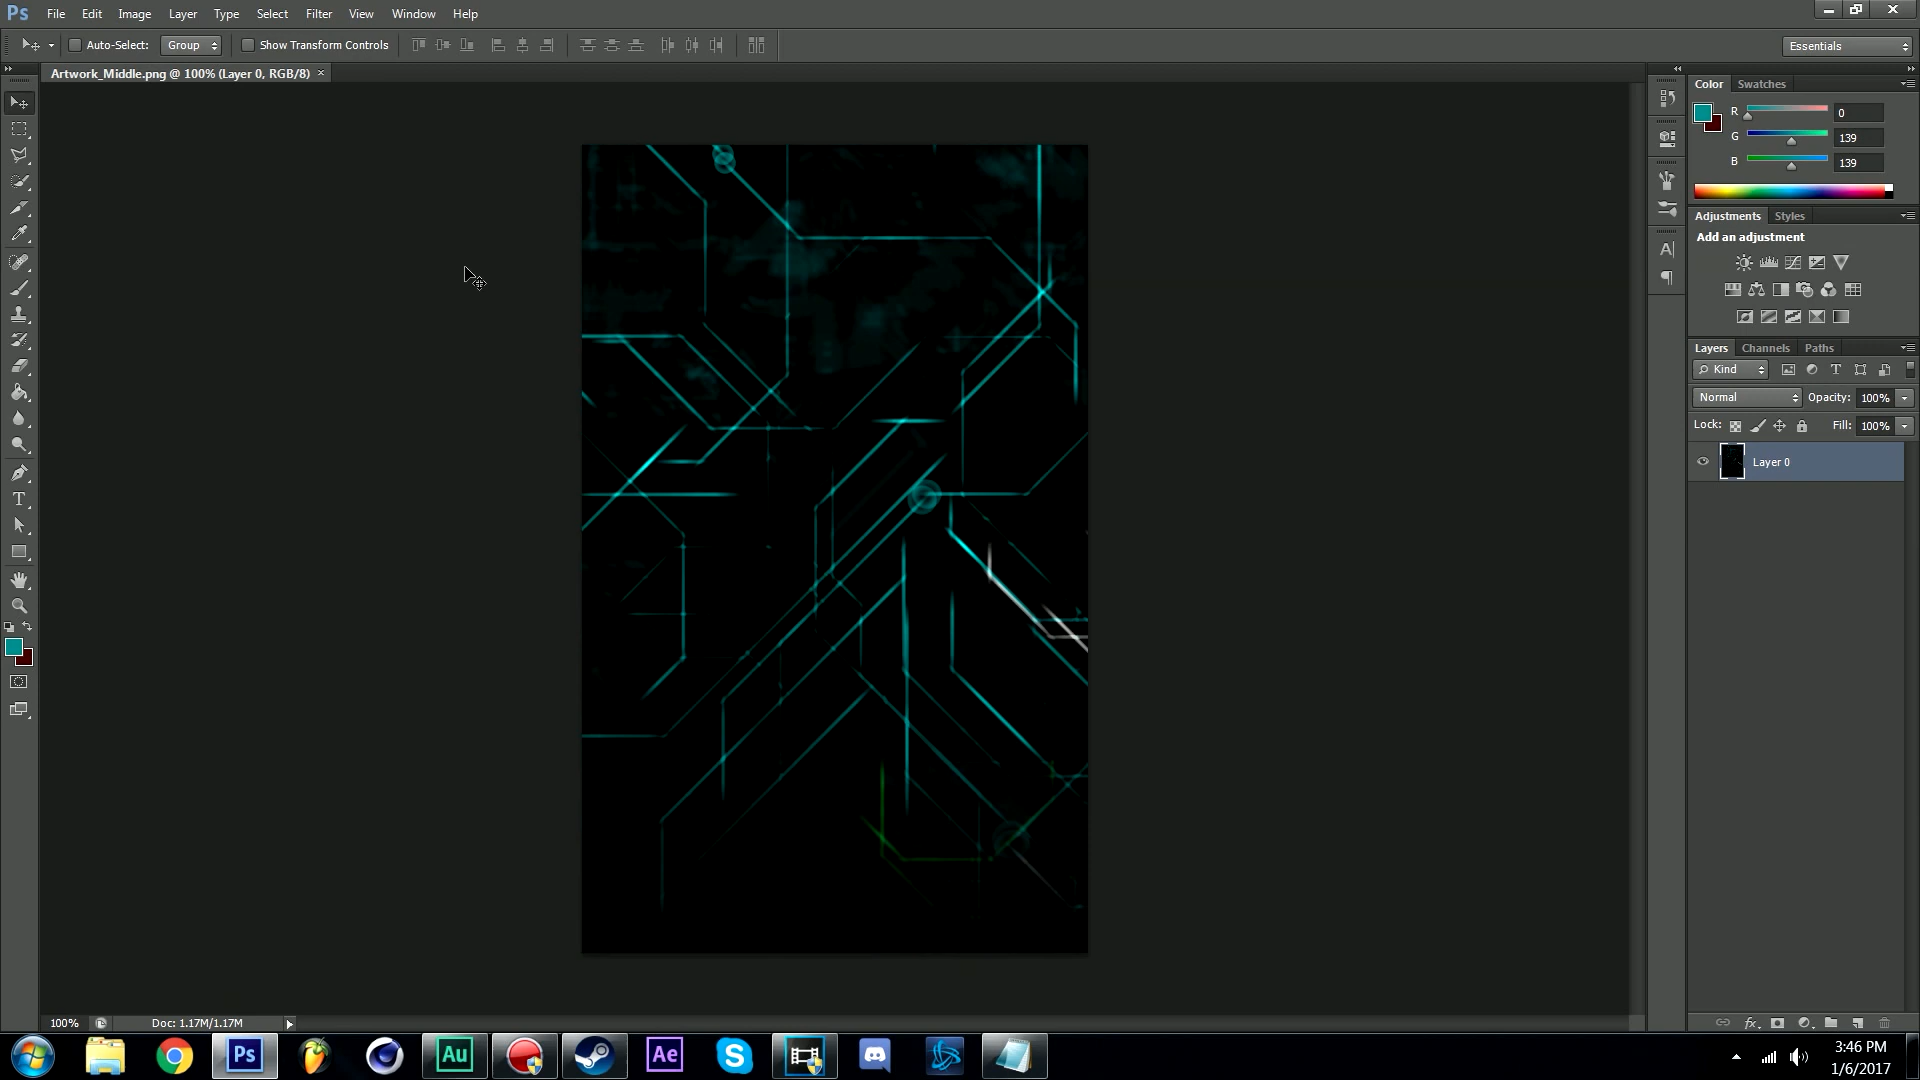 Ps File Edit Image Layer Type Select Filter View Window Help
Auto-Select: Group Show Transform Controls Essentials
Artwork_Middle.png @ 100% (Layer 0, RGB/8) ×
Color Swatches
R 0
G 139
B 139
Adjustments Styles
Add an adjustment
Layers Channels Paths
Kind T
Normal Opacity: 100%
Lock: Fill: 100%
Layer 0
A
T
100% Doc: 1.17M/1.17M
fx
Ps Au Ae S
3:46 PM
1/6/2017